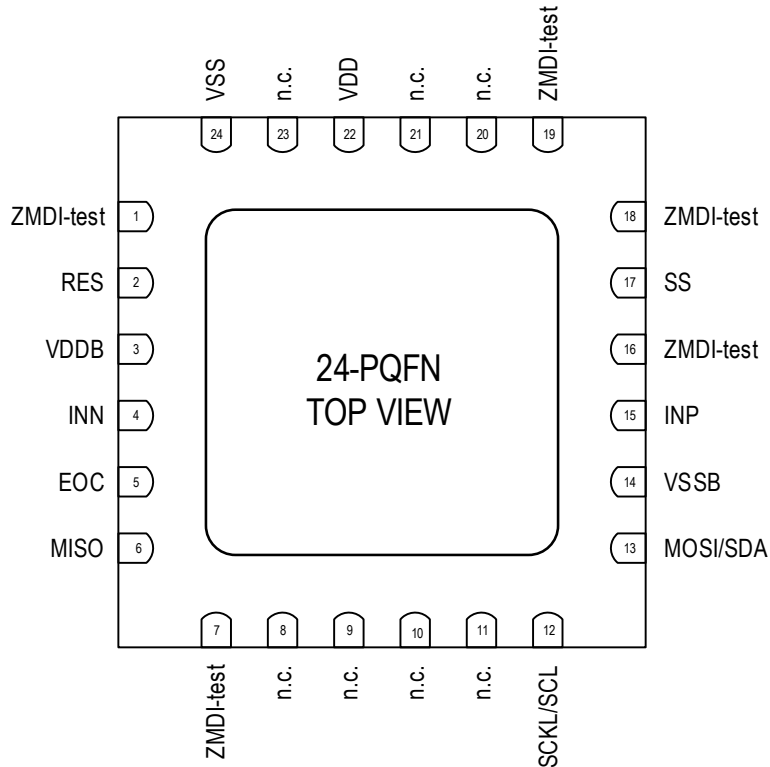 VSS
n.c.
VDD
n.c.
n.c.
ZMDI-test
24
23
22
21
20
19
ZMDI-test 1
RES 2
VDDB 3
INN 4
EOC 5
MISO 6
24-PQFN
TOP VIEW
18 ZMDI-test
17 SS
16 ZMDI-test
15 INP
14 VSSB
13 MOSI/SDA
7
8
9
10
11
12
ZMDI-test
n.c.
n.c.
n.c.
n.c.
SCKL/SCL